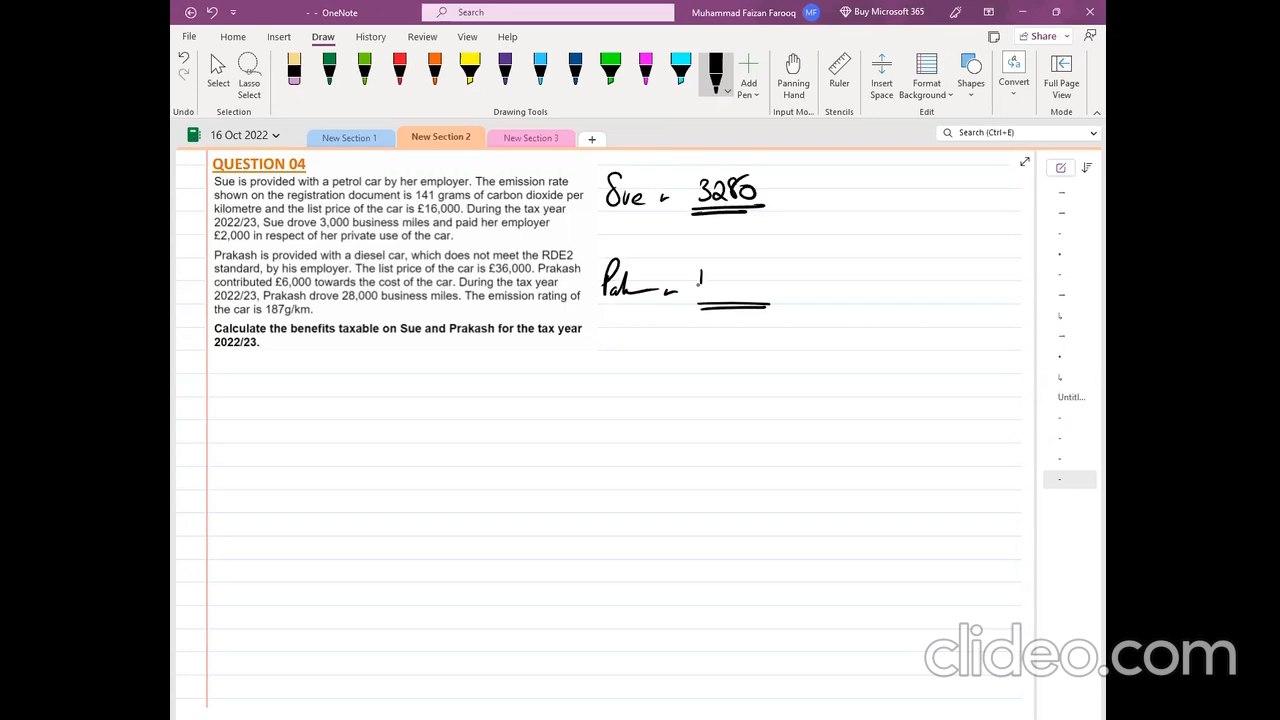 - - OneNote
Search
Muhammad Faizan Farooq
MF
Buy Microsoft 365
File
Home
Insert
Draw
History
Review
View
Help
Share
Undo
Select
Lasso
Select
Selection
Drawing Tools
Add
Pen
Panning
Hand
Input Mo...
Ruler
Stencils
Insert
Space
Format
Background
Edit
Shapes
Convert
Full Page
View
Mode
16 Oct 2022
New Section 1
New Section 2
New Section 3
Search (Ctrl+E)
QUESTION 04
Sue is provided with a petrol car by her employer. The emission rate
shown on the registration document is 141 grams of carbon dioxide per
kilometre and the list price of the car is £16,000. During the tax year
2022/23, Sue drove 3,000 business miles and paid her employer
£2,000 in respect of her private use of the car.
Prakash is provided with a diesel car, which does not meet the RDE2
standard, by his employer. The list price of the car is £36,000. Prakash
contributed £6,000 towards the cost of the car. During the tax year
2022/23, Prakash drove 28,000 business miles. The emission rating of
the car is 187g/km.
Calculate the benefits taxable on Sue and Prakash for the tax year
2022/23.
Sue - 3280
Untitl...
clideo.com